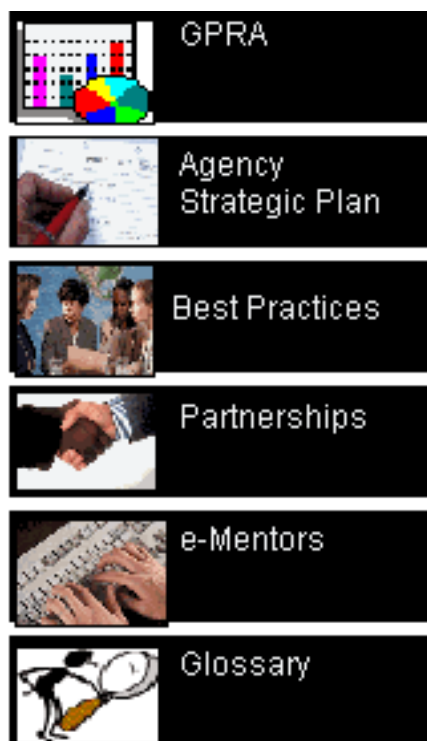 GPRA
Agency
Strategic Plan
Best Practices
Partnerships
e-Mentors
Glossary